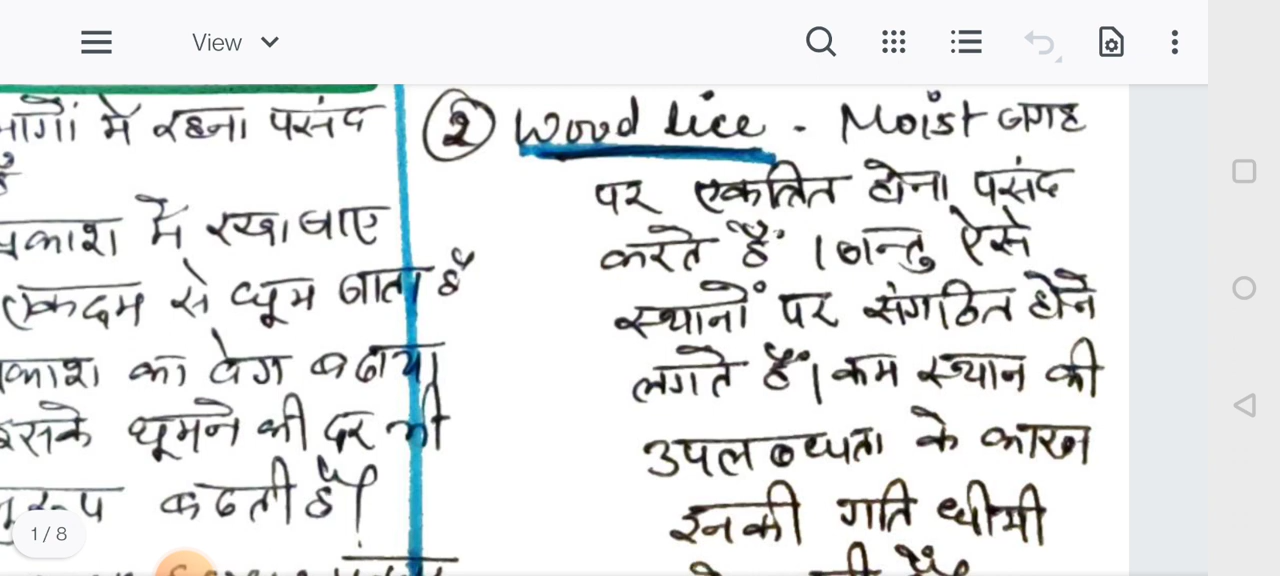 View
मागों में रहना पसंद
है
प्रकाश में रखा जाए
एकदम से घूम जाता है
प्रकाश का वेग बढाया
इसके घूमने की दर भी
बढती है।
② Wood lice - Moist जगह
पर एकत्रित होना पसंद
करते हैं। जन्तु ऐसे
स्थानों पर संगठित होने
लगते हैं। कम स्थान की
उपलब्धता के कारण
इनकी गति धीमी
1 / 8